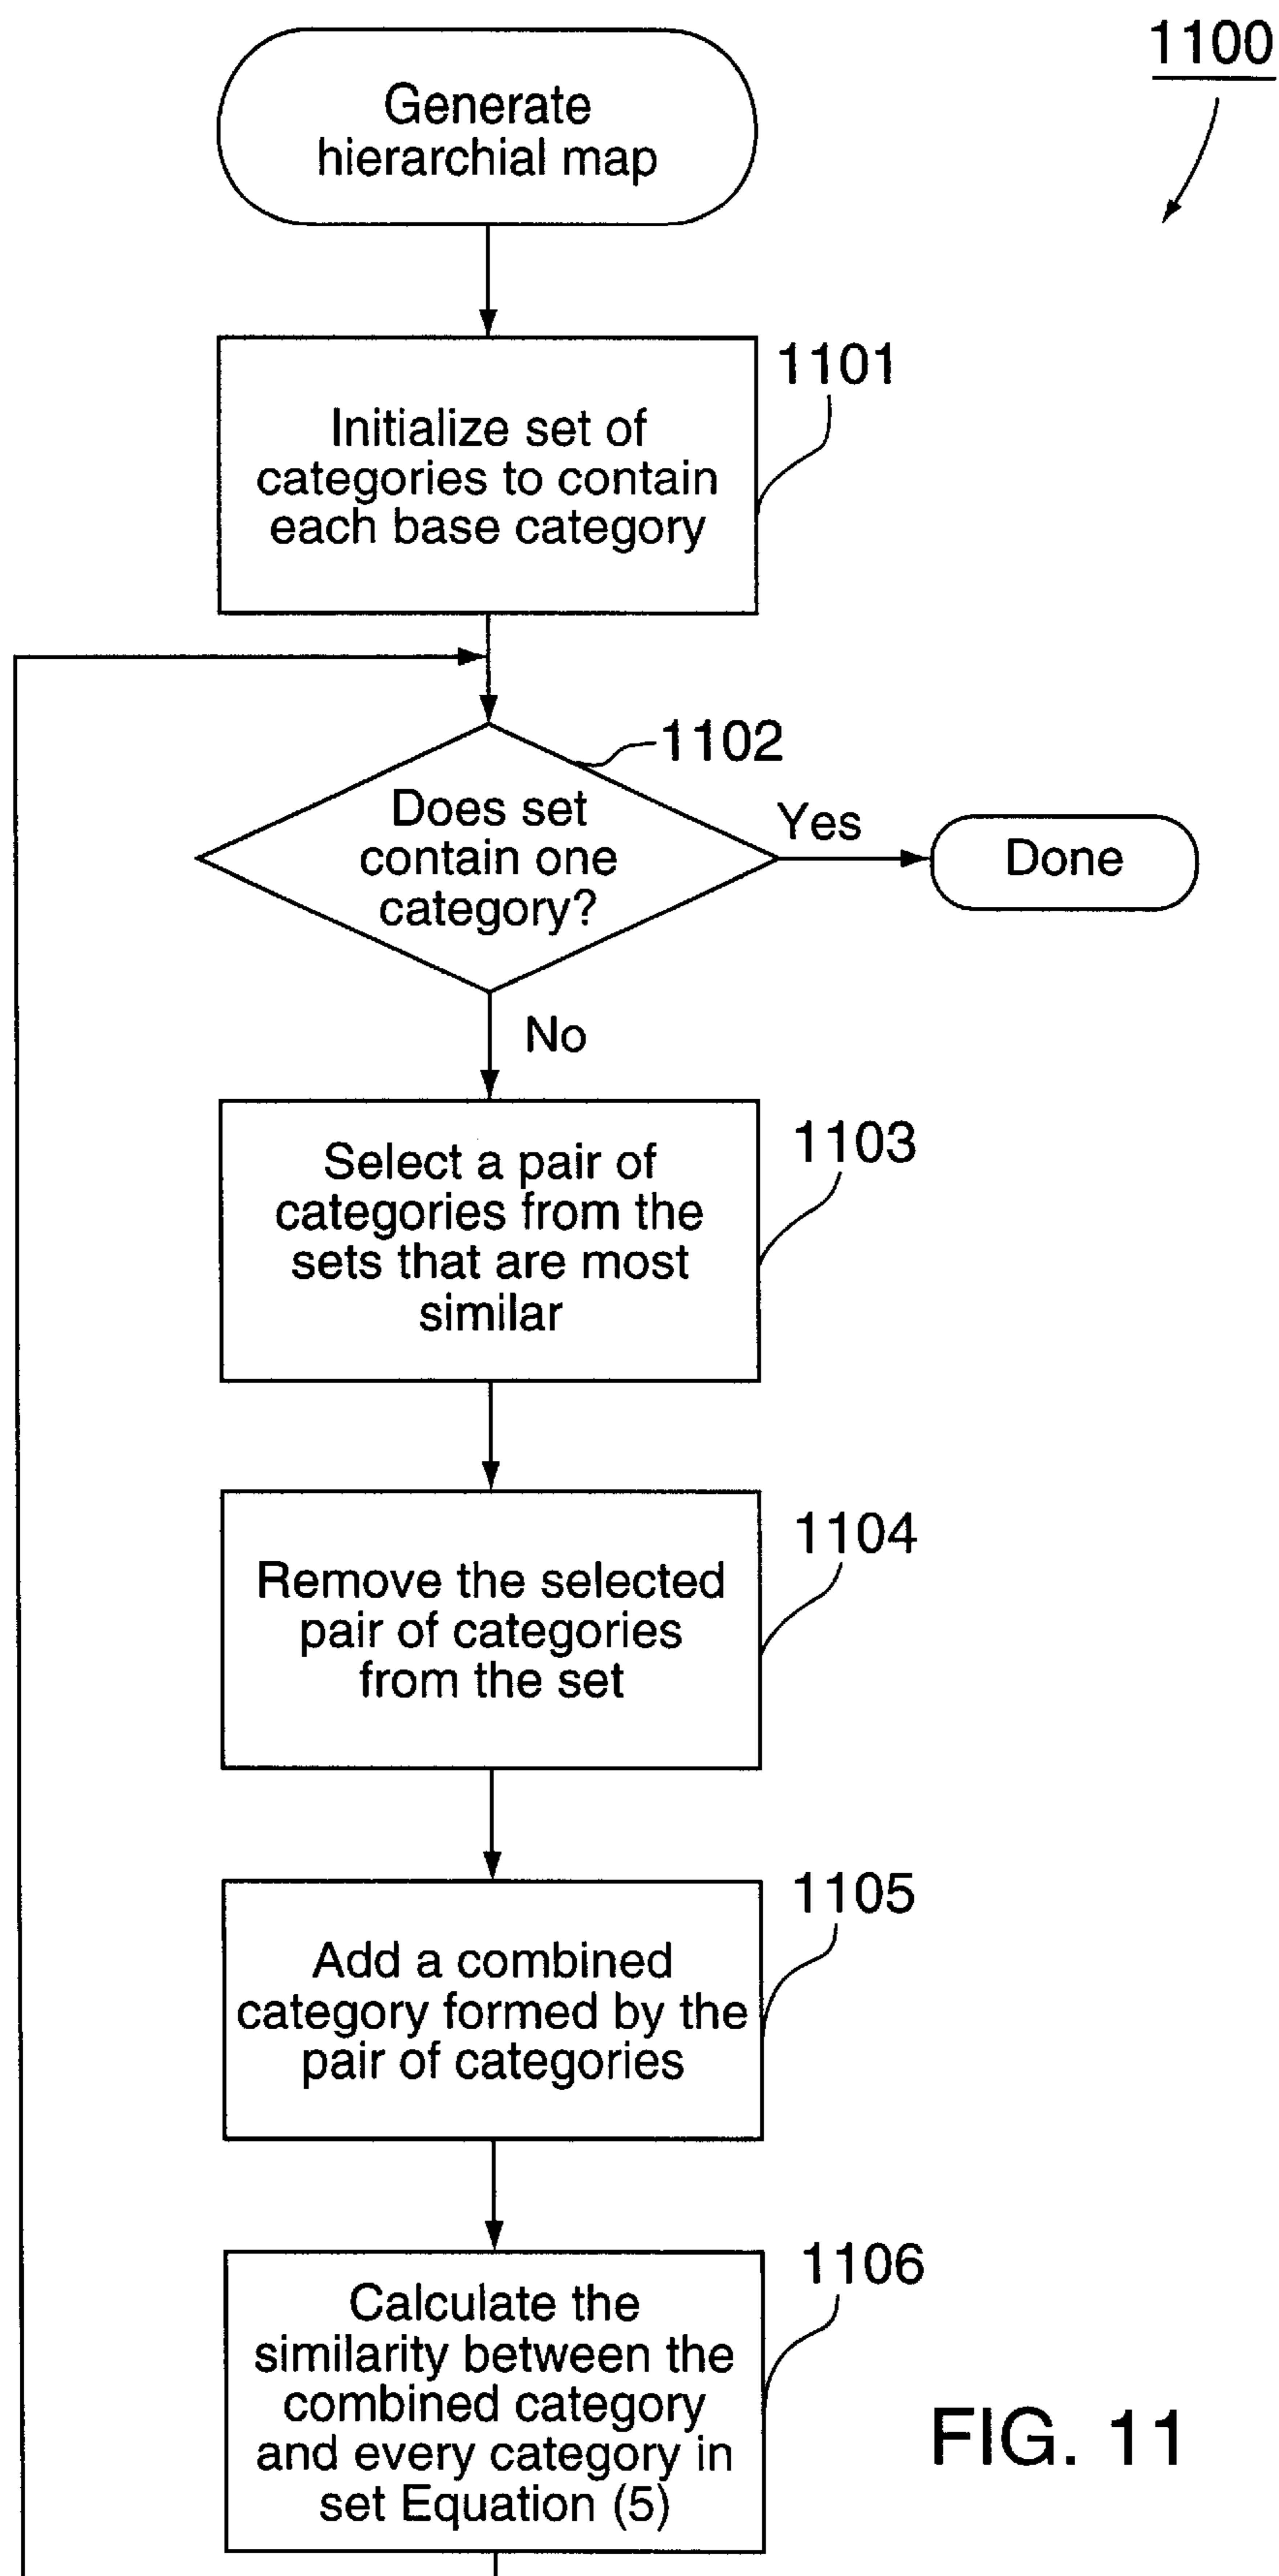 1100
Generate
hierarchial map
1101
Initialize set of
categories to contain
each base category
1102
Does set
contain one
category?
Yes
Done
No
1103
Select a pair of
categories from the
sets that are most
similar
1104
Remove the selected
pair of categories
from the set
1105
Add a combined
category formed by the
pair of categories
1106
Calculate the
similarity between the
combined category
and every category in
set Equation (5)
FIG. 11